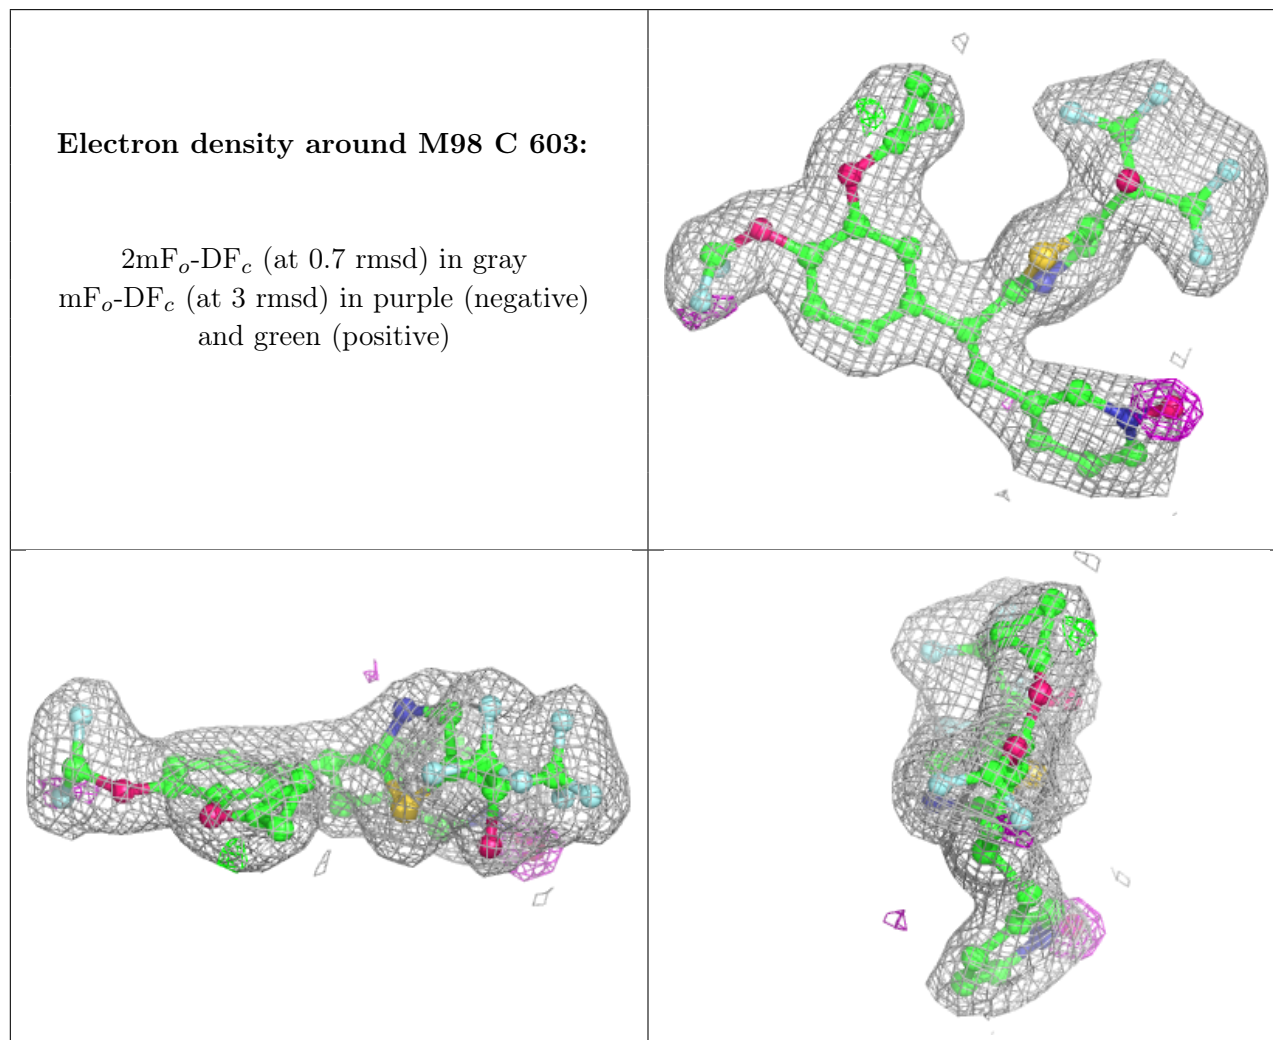 Electron density around M98 C 603:
2mFₒ-DF𝒸 (at 0.7 rmsd) in gray
mFₒ-DF𝒸 (at 3 rmsd) in purple (negative)
and green (positive)